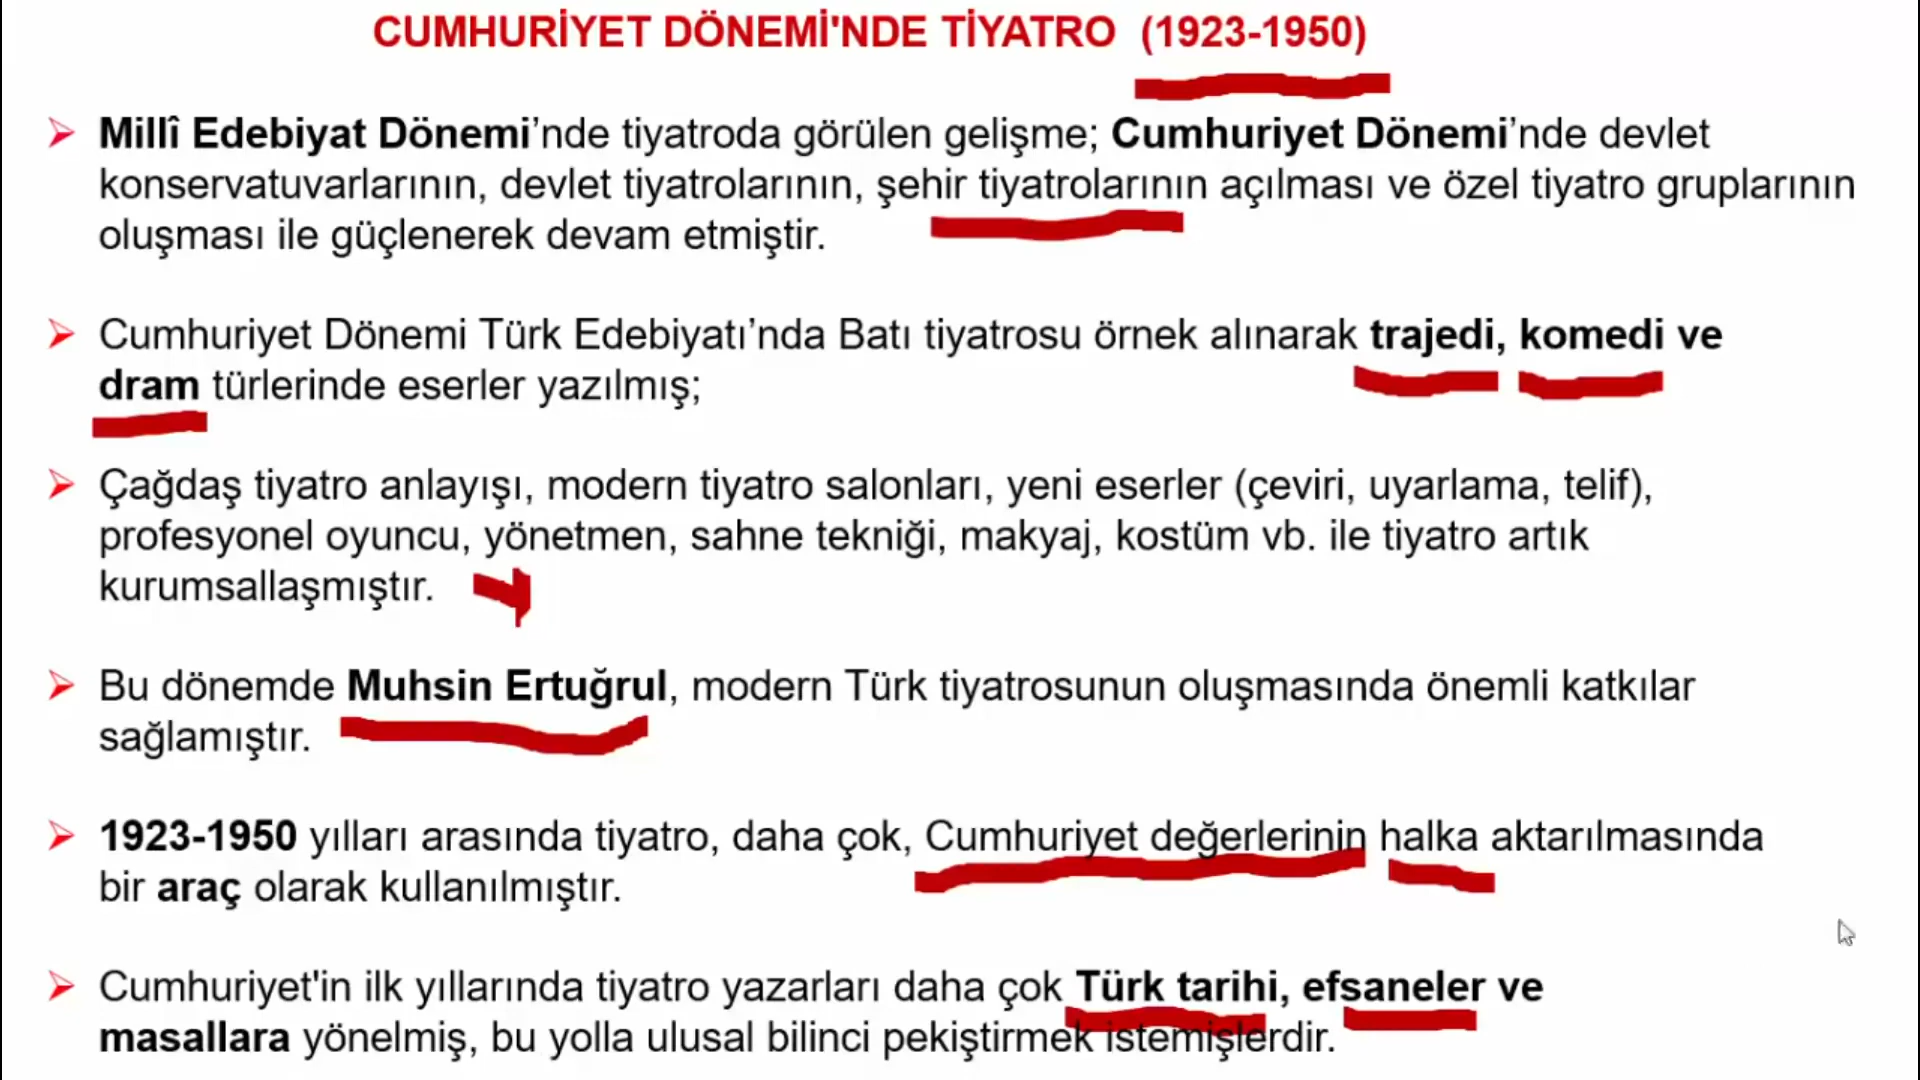 CUMHURİYET DÖNEMİ'NDE TİYATRO (1923-1950)
Millî Edebiyat Dönemi’nde tiyatroda görülen gelişme; Cumhuriyet Dönemi’nde devlet
konservatuvarlarının, devlet tiyatrolarının, şehir tiyatrolarının açılması ve özel tiyatro gruplarının
oluşması ile güçlenerek devam etmiştir.
Cumhuriyet Dönemi Türk Edebiyatı’nda Batı tiyatrosu örnek alınarak trajedi, komedi ve
dram türlerinde eserler yazılmış;
Çağdaş tiyatro anlayışı, modern tiyatro salonları, yeni eserler (çeviri, uyarlama, telif),
profesyonel oyuncu, yönetmen, sahne tekniği, makyaj, kostüm vb. ile tiyatro artık
kurumsallaşmıştır.
Bu dönemde Muhsin Ertuğrul, modern Türk tiyatrosunun oluşmasında önemli katkılar
sağlamıştır.
1923-1950 yılları arasında tiyatro, daha çok, Cumhuriyet değerlerinin halka aktarılmasında
bir araç olarak kullanılmıştır.
Cumhuriyet'in ilk yıllarında tiyatro yazarları daha çok Türk tarihi, efsaneler ve
masallara yönelmiş, bu yolla ulusal bilinci pekiştirmek istemişlerdir.